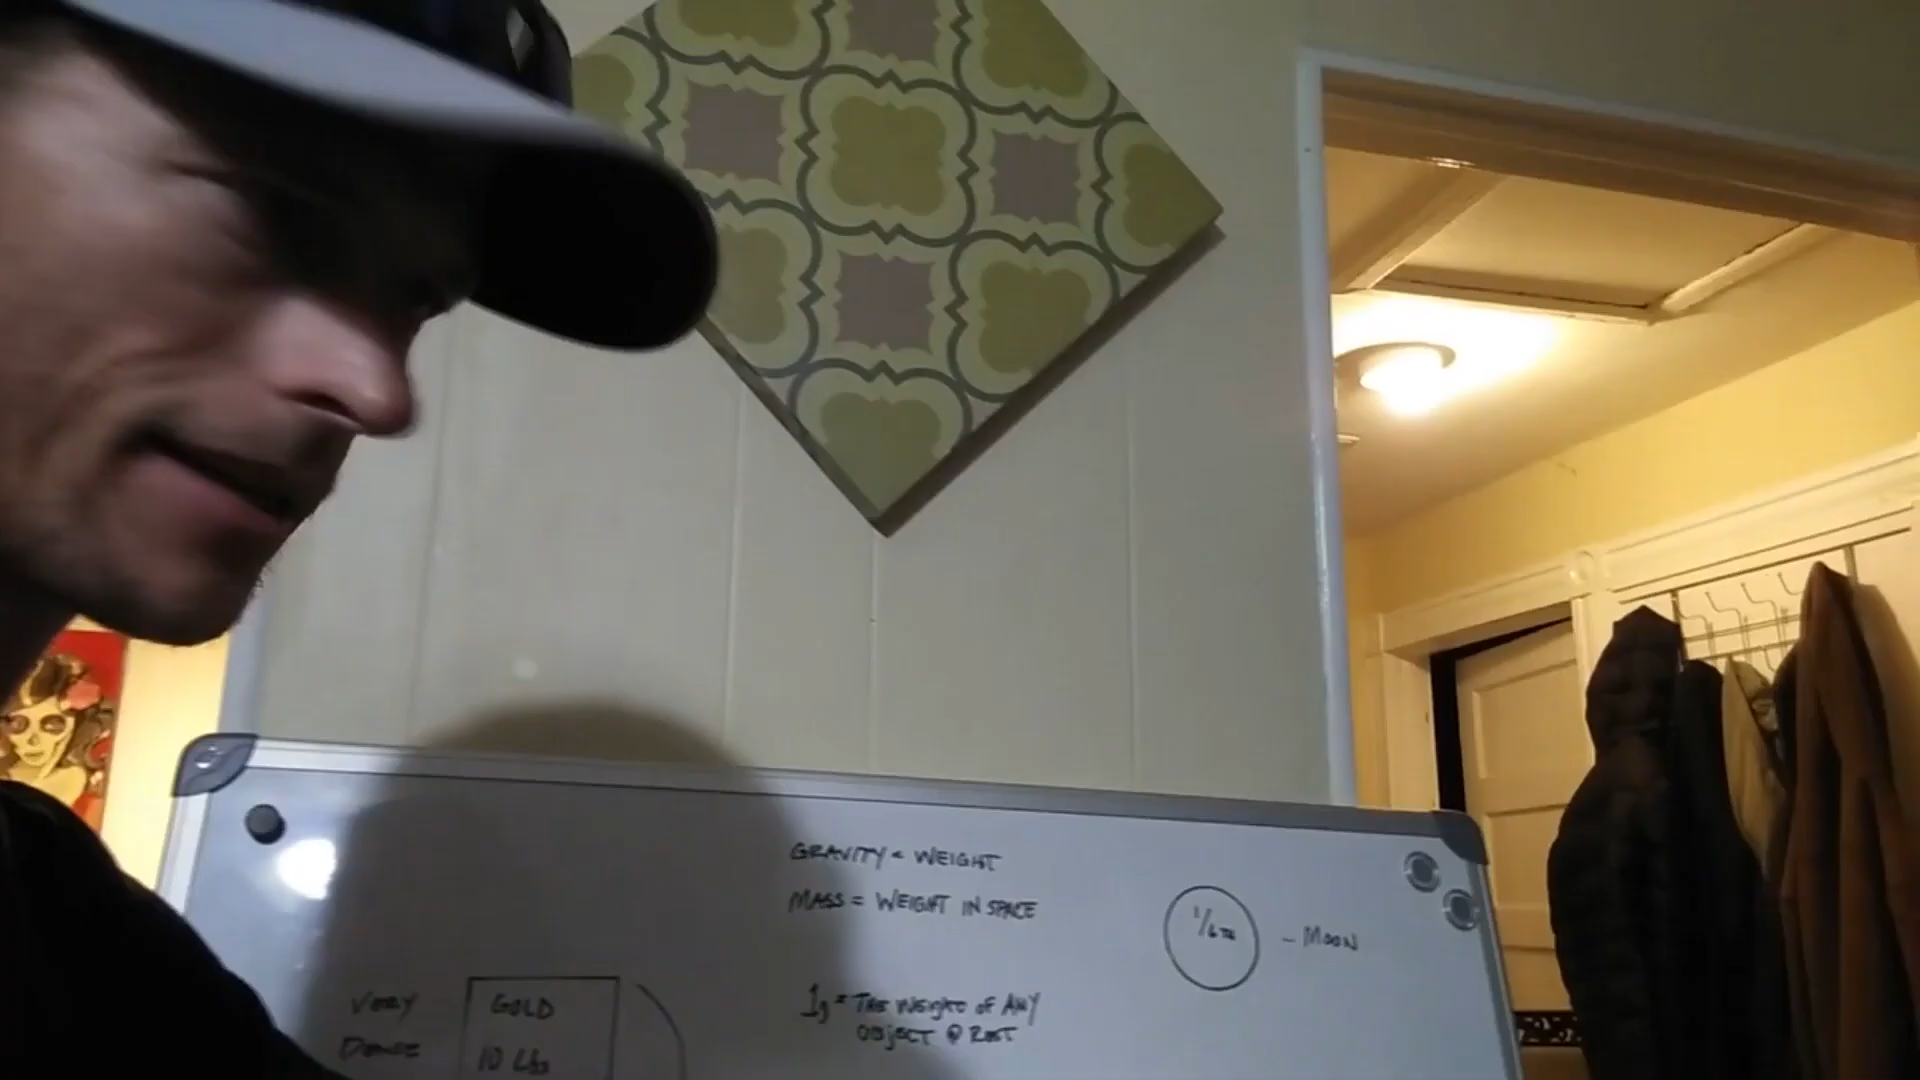 GRAVITY = WEIGHT
MASS = WEIGHT IN SPACE
1/6TH - MOON
1g = THE WEIGHT OF ANY
OBJECT @ REST
VERY
DENSE
GOLD
10 Lbs